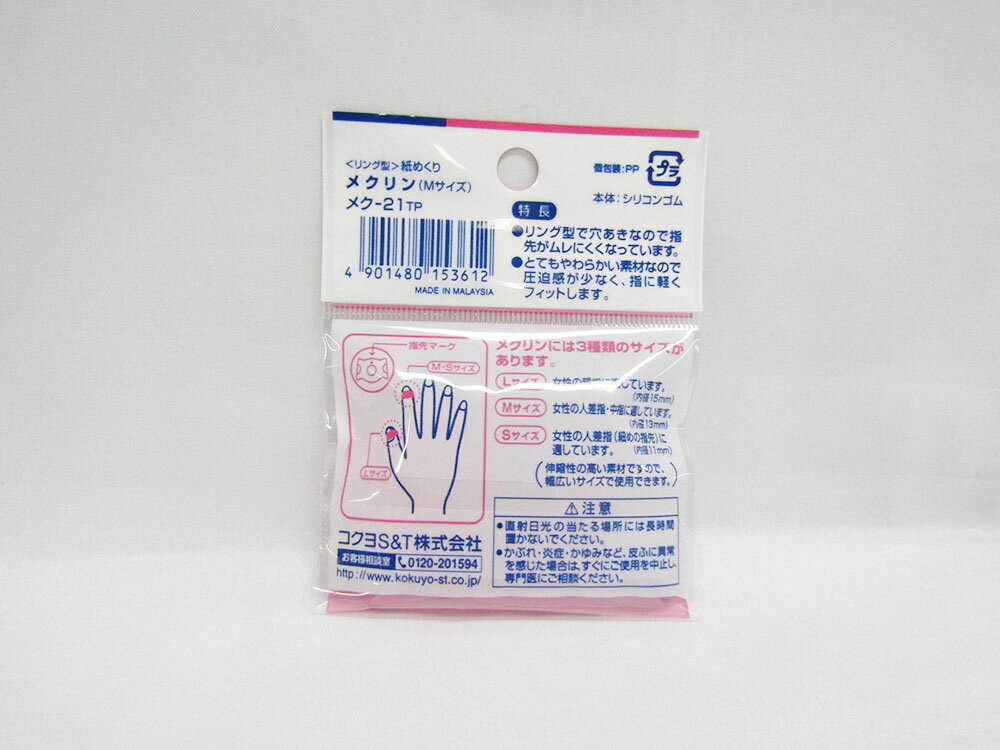 <リング型>紙めくり
メクリン(Mサイズ)
メク-21TP
4 901480 153612
MADE IN MALAYSIA
個包装:PP
プラ
本体:シリコンゴム
特長
●リング型で穴あきなので指
先がムレにくくなっています。
●とてもやわらかい素材なので
圧迫感が少なく、指に軽く
フィットします。
指先マーク
M・Sサイズ
Lサイズ
メクリンには3種類のサイズが
あります。
Lサイズ 女性の親指に適しています。
(内径15mm)
Mサイズ 女性の人差指・中指に適しています。
(内径13mm)
Sサイズ 女性の人差指(細めの指先)に
適しています。 (内径11mm)
(伸縮性の高い素材ですので、
幅広いサイズで使用できます。)
コクヨS&T株式会社
お客様相談室 0120-201594
http://www.kokuyo-st.co.jp/
⚠注意
●直射日光の当たる場所には長時間
置かないでください。
●かぶれ・炎症・かゆみなど、皮ふに異常
を感じた場合は、すぐにご使用を中止し、
専門医にご相談ください。